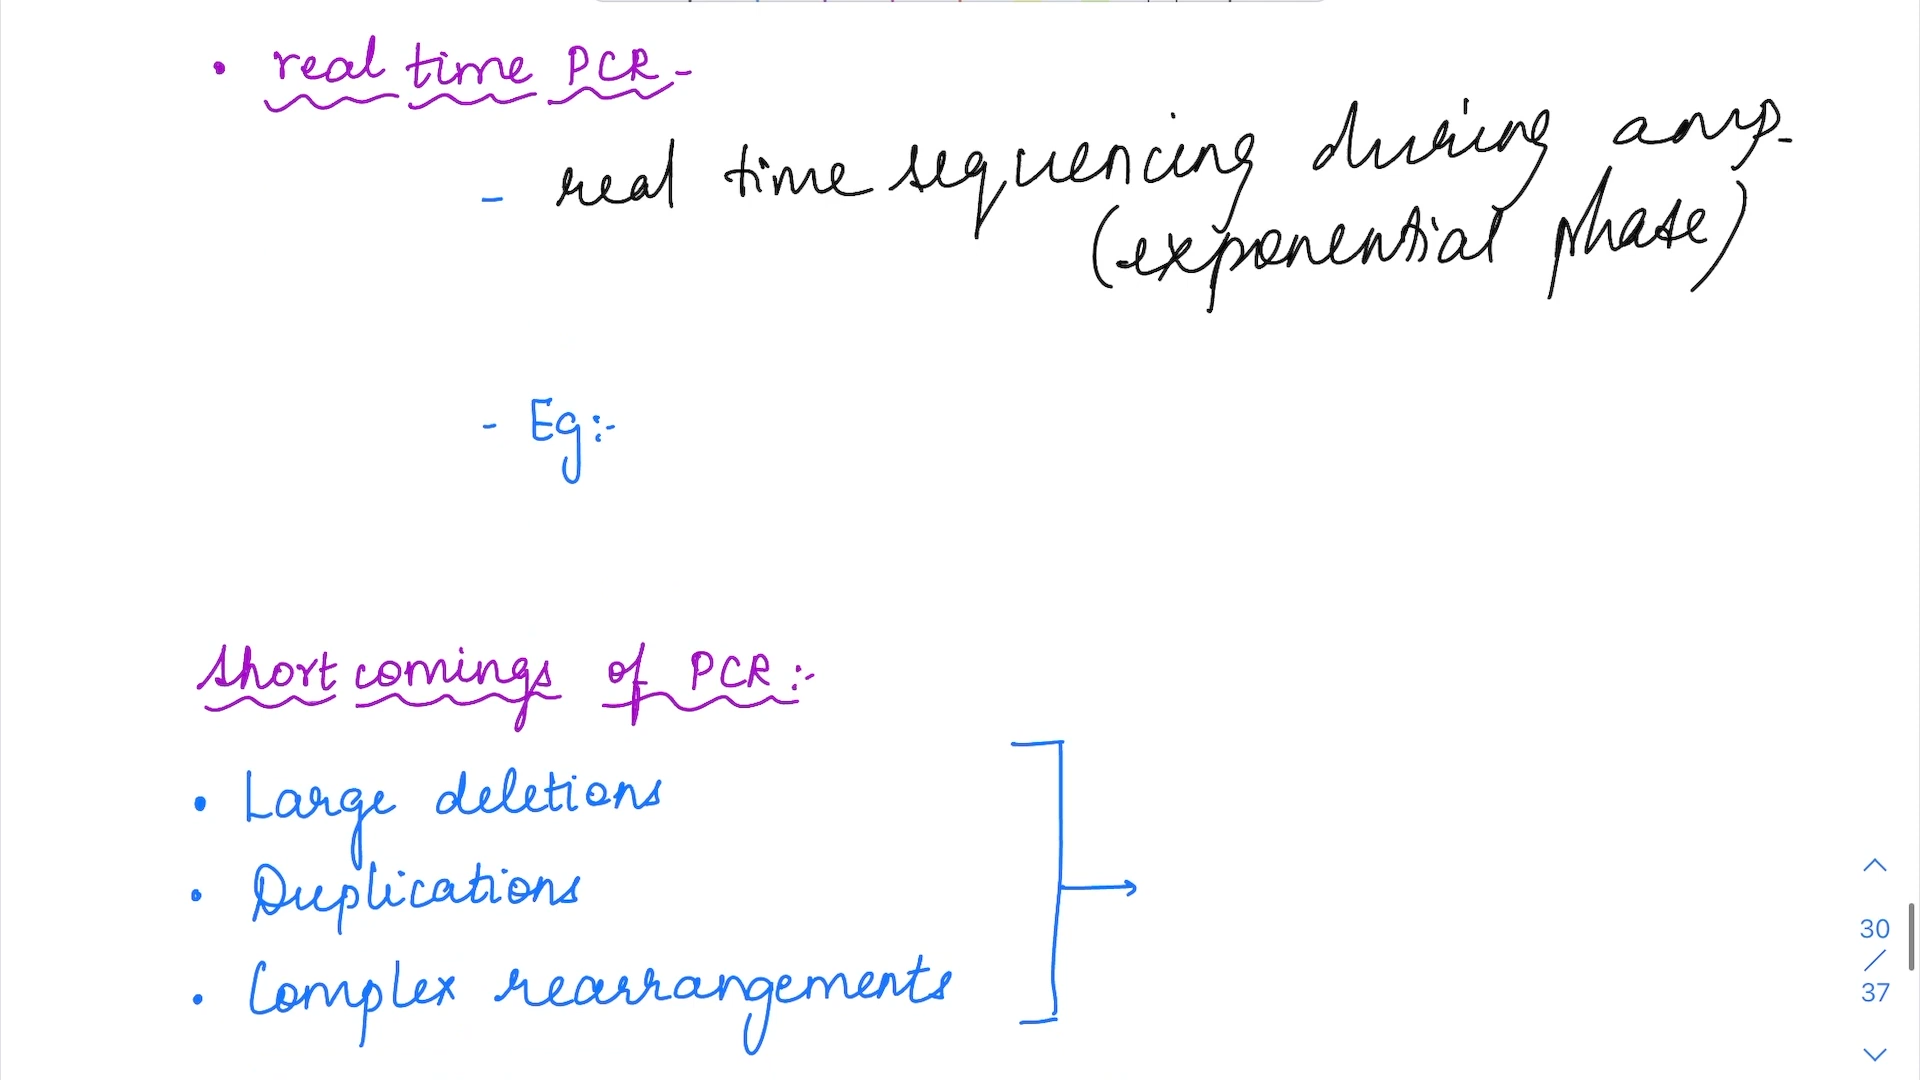 • real time PCR -
- real time sequencing during amp.
(exponential phase)
- Eg:-
Short comings of PCR :-
• Large deletions
• Duplications
• Complex rearrangements
30
/
37